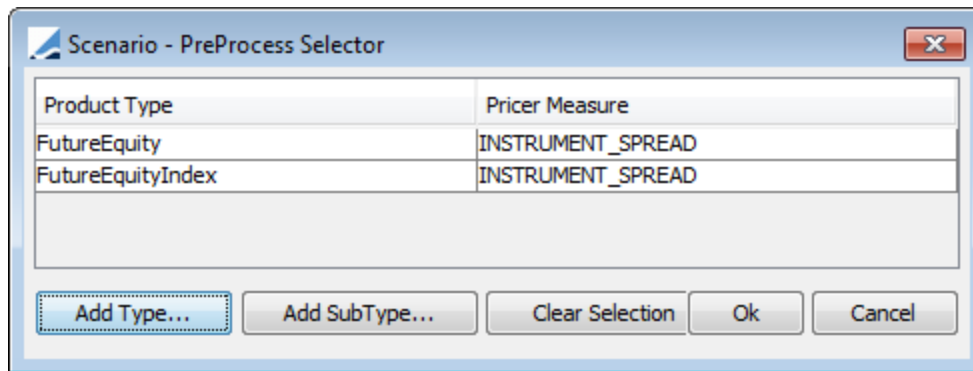 Scenario - PreProcess Selector
Product Type Pricer Measure
FutureEquity INSTRUMENT_SPREAD
FutureEquityIndex INSTRUMENT_SPREAD
Add Type... Add SubType... Clear Selection Ok Cancel